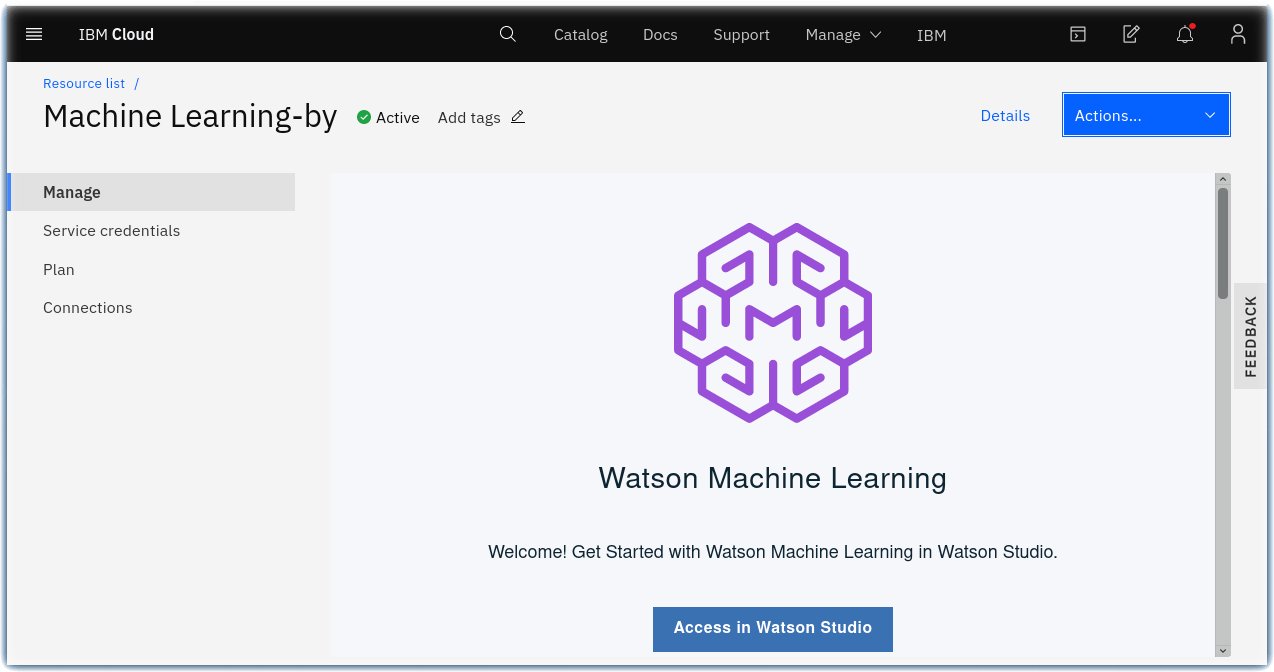 IBM Cloud Catalog Docs Support Manage IBM
Resource list /
Machine Learning-by Active Add tags Details Actions...
Manage
Service credentials
Plan
Connections
FEEDBACK
Watson Machine Learning
Welcome! Get Started with Watson Machine Learning in Watson Studio.
Access in Watson Studio